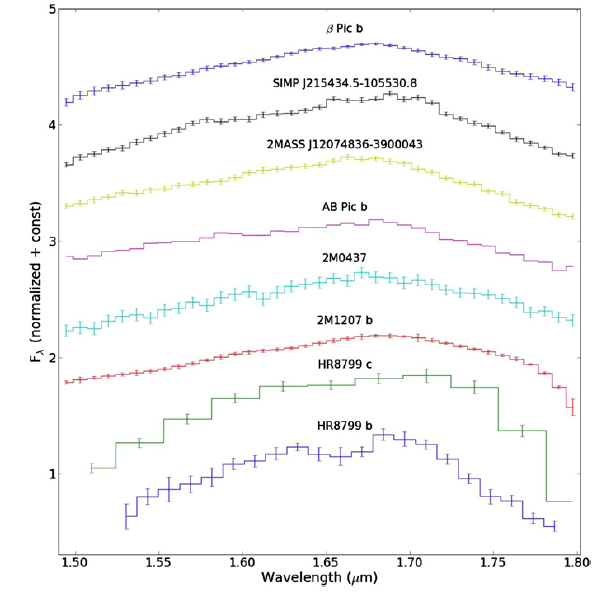 5
β Pic b
SIMP J215434.5-105530.8
4
2MASS J12074836-3900043
AB Pic b
3
2M0437
2M1207 b
2
HR8799 c
HR8799 b
1
Fλ (normalized + const)
1.50 1.55 1.60 1.65 1.70 1.75 1.80
Wavelength (μm)